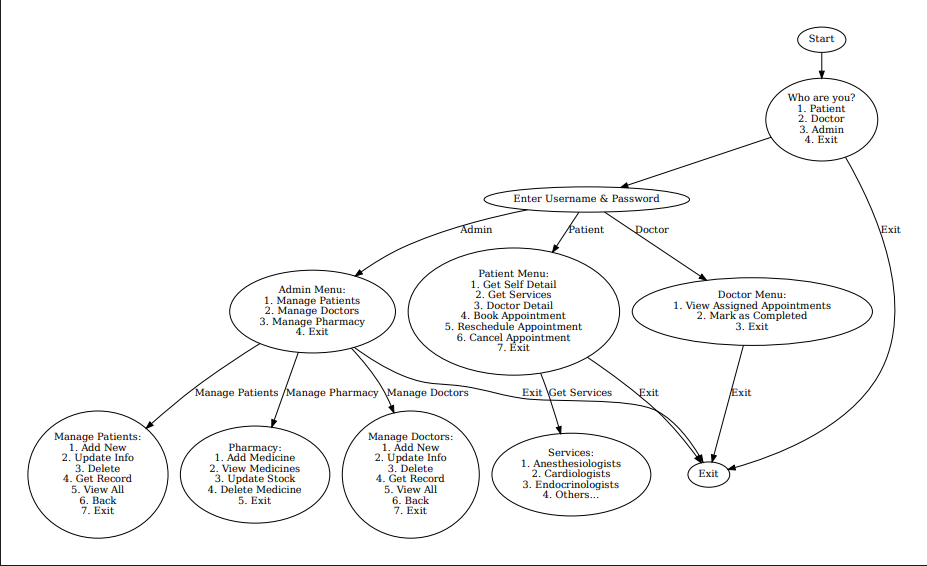 Start
Who are you?
1. Patient
2. Doctor
3. Admin
4. Exit
Enter Username & Password
Admin
Patient
Doctor
Exit
Admin Menu:
1. Manage Patients
2. Manage Doctors
3. Manage Pharmacy
4. Exit
Patient Menu:
1. Get Self Detail
2. Get Services
3. Doctor Detail
4. Book Appointment
5. Reschedule Appointment
6. Cancel Appointment
7. Exit
Doctor Menu:
1. View Assigned Appointments
2. Mark as Completed
3. Exit
Manage Patients
Manage Pharmacy
Manage Doctors
Exit
Get Services
Exit
Exit
Manage Patients:
1. Add New
2. Update Info
3. Delete
4. Get Record
5. View All
6. Back
7. Exit
Pharmacy:
1. Add Medicine
2. View Medicines
3. Update Stock
4. Delete Medicine
5. Exit
Manage Doctors:
1. Add New
2. Update Info
3. Delete
4. Get Record
5. View All
6. Back
7. Exit
Services:
1. Anesthesiologists
2. Cardiologists
3. Endocrinologists
4. Others...
Exit